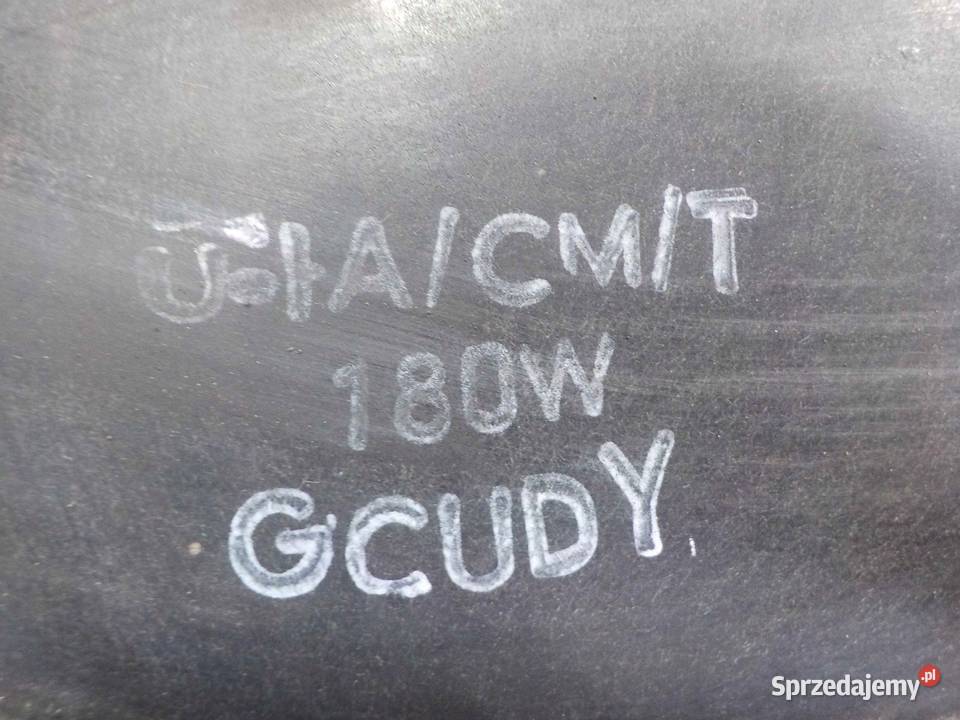 A/CM/T
180W
GCUDY
Sprzedajemy.pl